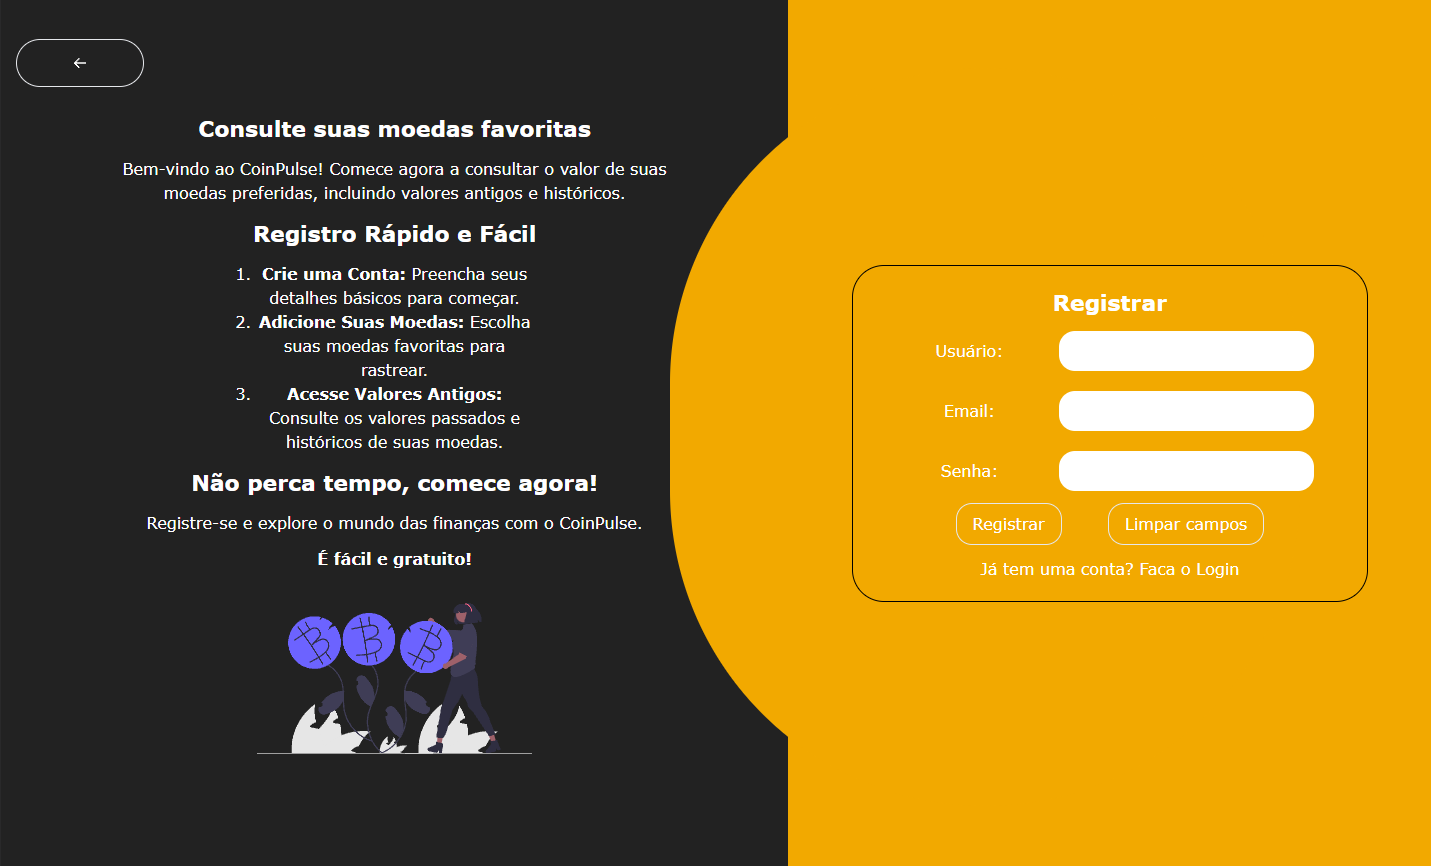 Consulte suas moedas favoritas
Bem-vindo ao CoinPulse! Comece agora a consultar o valor de suas
moedas preferidas, incluindo valores antigos e históricos.
Registro Rápido e Fácil
1. Crie uma Conta: Preencha seus
detalhes básicos para começar.
2. Adicione Suas Moedas: Escolha
suas moedas favoritas para
rastrear.
3. Acesse Valores Antigos:
Consulte os valores passados e
históricos de suas moedas.
Não perca tempo, comece agora!
Registre-se e explore o mundo das finanças com o CoinPulse.
É fácil e gratuito!
Registrar
Usuário:
Email:
Senha:
Registrar
Limpar campos
Já tem uma conta? Faca o Login